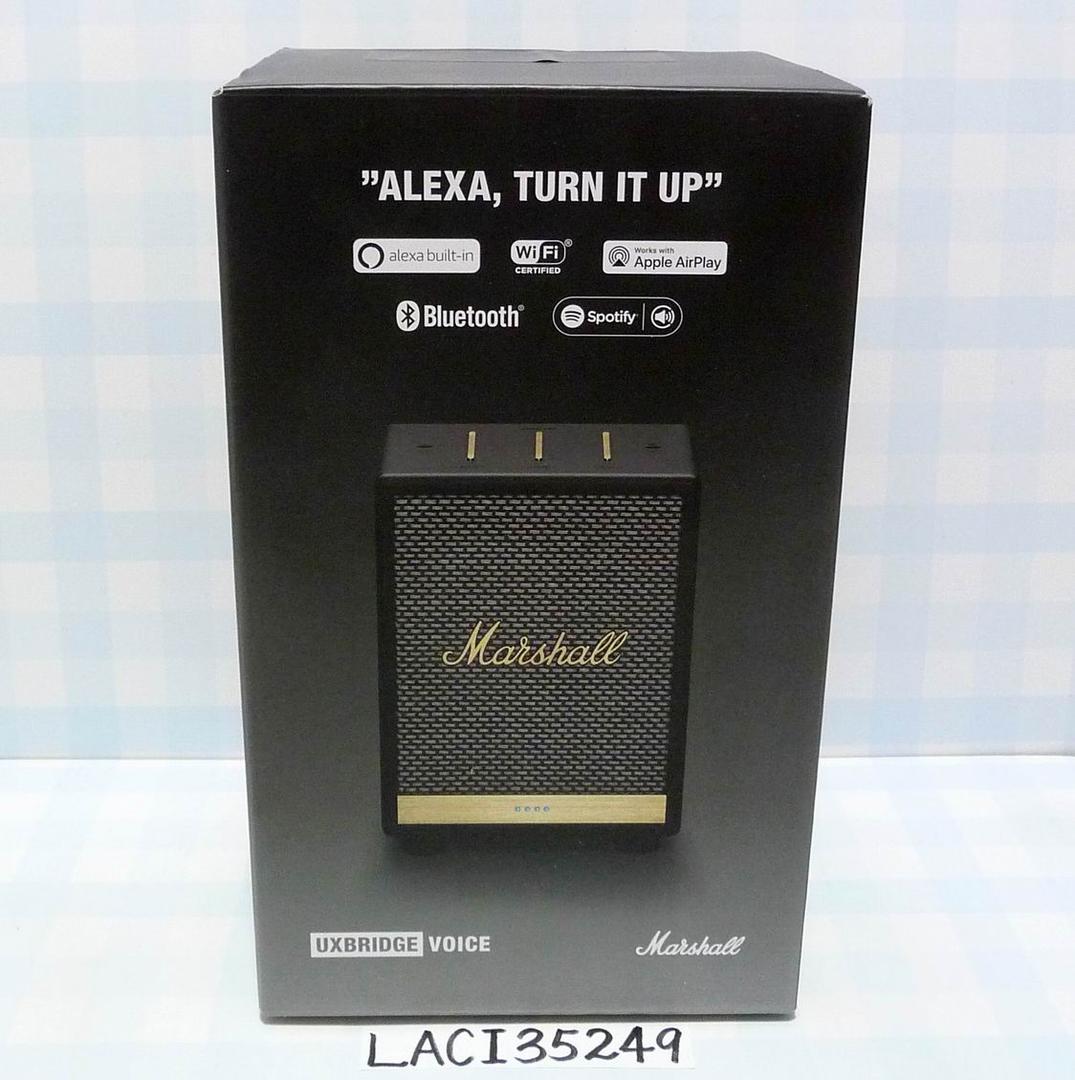 ”ALEXA, TURN IT UP”
alexa built-in
WiFi® CERTIFIED
Works with Apple AirPlay
Bluetooth®
Spotify
Marshall
UXBRIDGE VOICE
Marshall
LACI35249